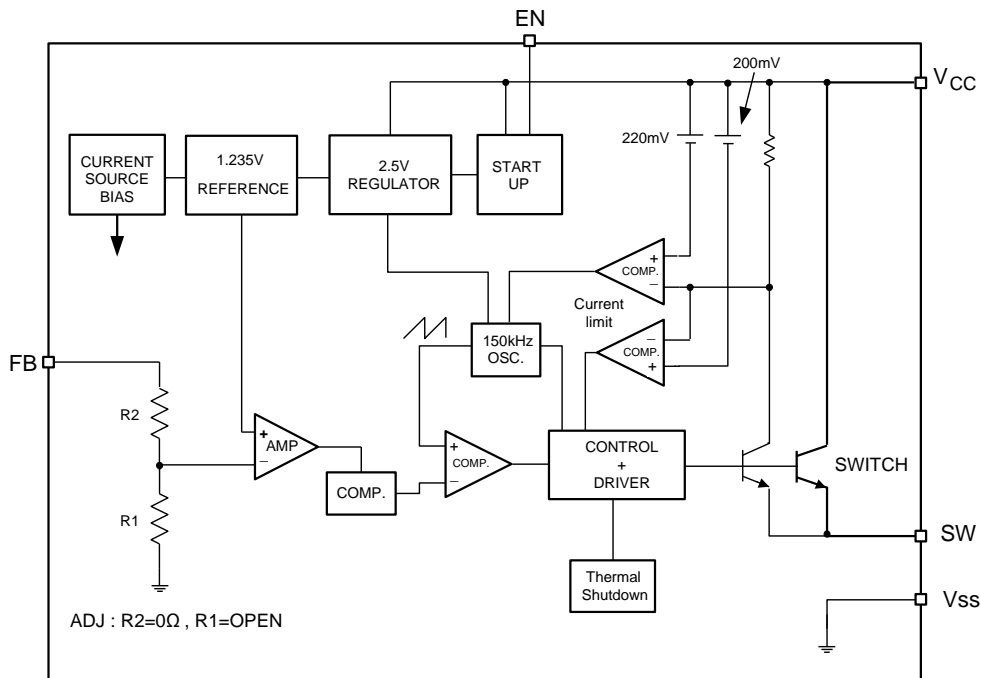 EN
200mV
VCC
220mV
CURRENT
SOURCE
BIAS
1.235V
REFERENCE
2.5V
REGULATOR
START
UP
+
COMP.
−
Current
limit
−
COMP.
+
150kHz
OSC.
FB
R2
+
AMP
−
COMP.
+
COMP.
−
CONTROL
+
DRIVER
SWITCH
R1
SW
Thermal
Shutdown
Vss
ADJ : R2=0Ω , R1=OPEN